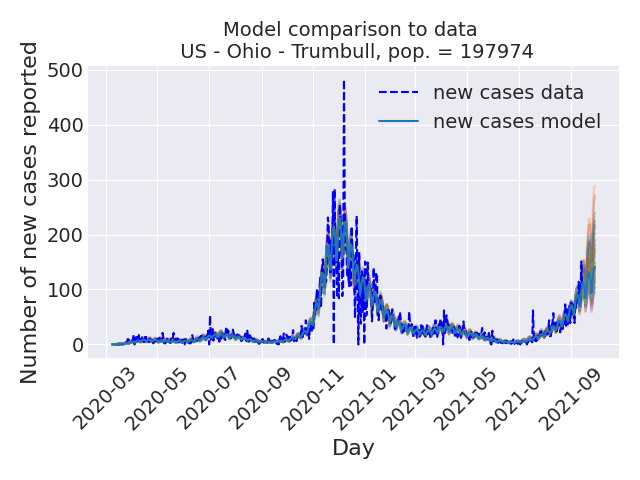 Model comparison to data
US - Ohio - Trumbull, pop. = 197974
Number of new cases reported
500
400
300
200
100
0
new cases data
new cases model
2020-03
2020-05
2020-07
2020-09
2020-11
2021-01
2021-03
2021-05
2021-07
2021-09
Day